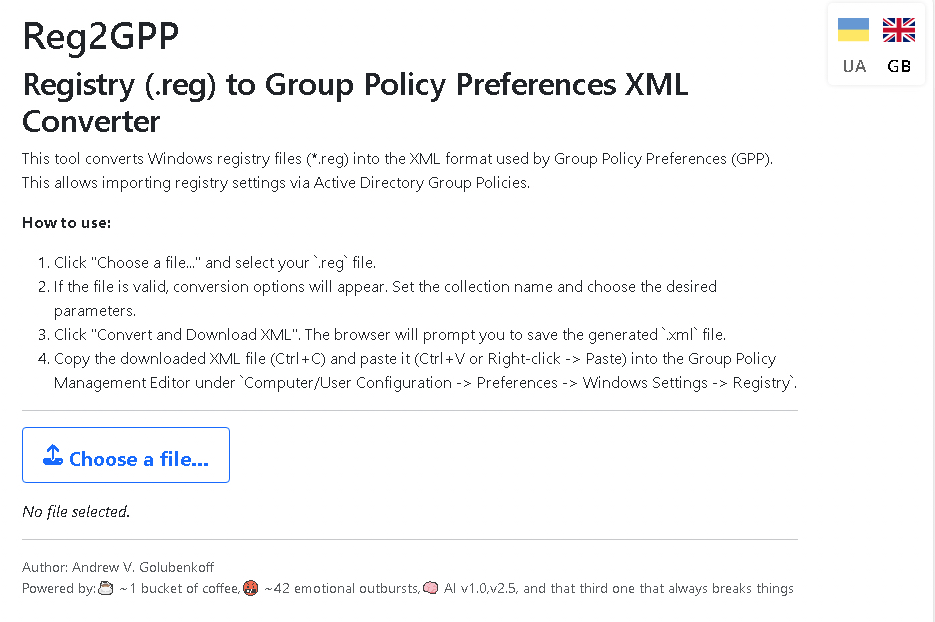 Reg2GPP
UA GB
Registry (.reg) to Group Policy Preferences XML
Converter
This tool converts Windows registry files (*.reg) into the XML format used by Group Policy Preferences (GPP).
This allows importing registry settings via Active Directory Group Policies.
How to use:
1. Click "Choose a file..." and select your `.reg` file.
2. If the file is valid, conversion options will appear. Set the collection name and choose the desired
parameters.
3. Click "Convert and Download XML". The browser will prompt you to save the generated `.xml` file.
4. Copy the downloaded XML file (Ctrl+C) and paste it (Ctrl+V or Right-click -> Paste) into the Group Policy
Management Editor under `Computer/User Configuration -> Preferences -> Windows Settings -> Registry`.
Choose a file...
No file selected.
Author: Andrew V. Golubenkoff
Powered by: ~1 bucket of coffee, ~42 emotional outbursts, AI v1.0,v2.5, and that third one that always breaks things